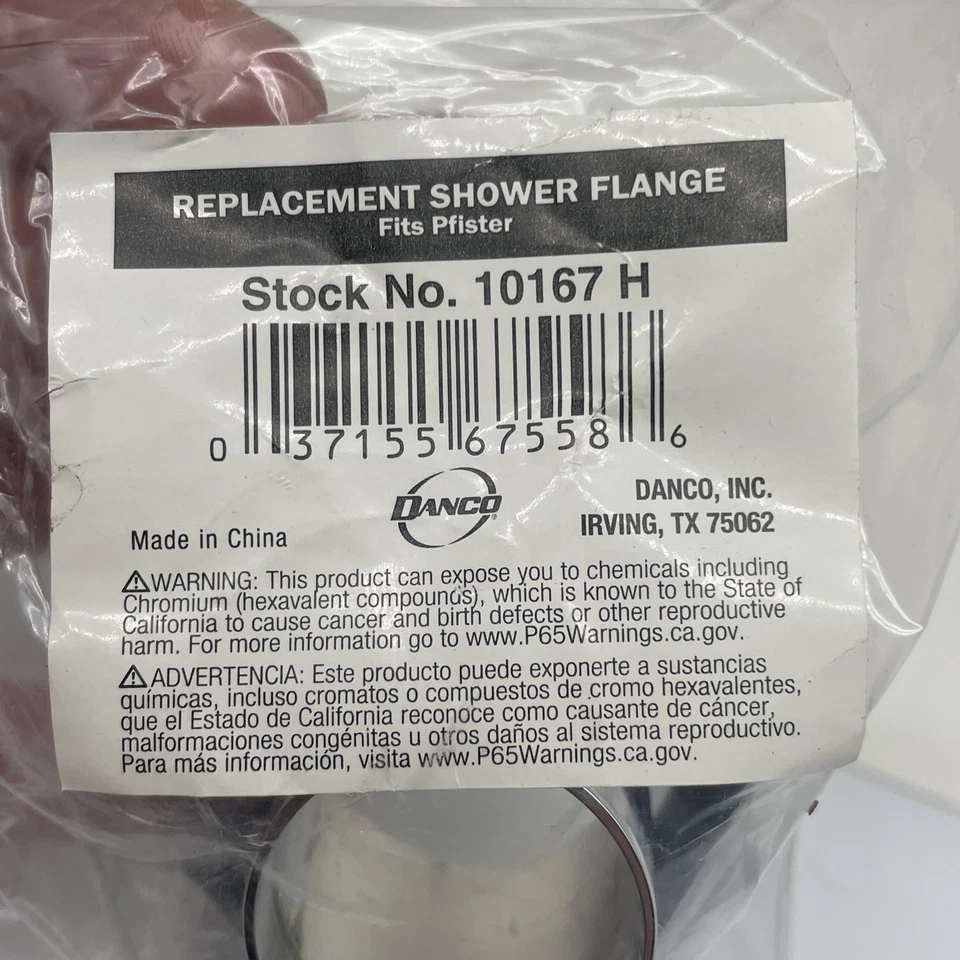 REPLACEMENT SHOWER FLANGE
Fits Pfister
Stock No. 10167 H
0 37155 67558 6
DANCO®
DANCO, INC.
IRVING, TX 75062
Made in China
⚠WARNING: This product can expose you to chemicals including
Chromium (hexavalent compounds), which is known to the State of
California to cause cancer and birth defects or other reproductive
harm. For more information go to www.P65Warnings.ca.gov.
⚠ADVERTENCIA: Este producto puede exponerte a sustancias
químicas, incluso cromatos o compuestos de cromo hexavalentes,
que el Estado de California reconoce como causante de cáncer,
malformaciones congénitas u otros daños al sistema reproductivo.
Para más información, visita www.P65Warnings.ca.gov.